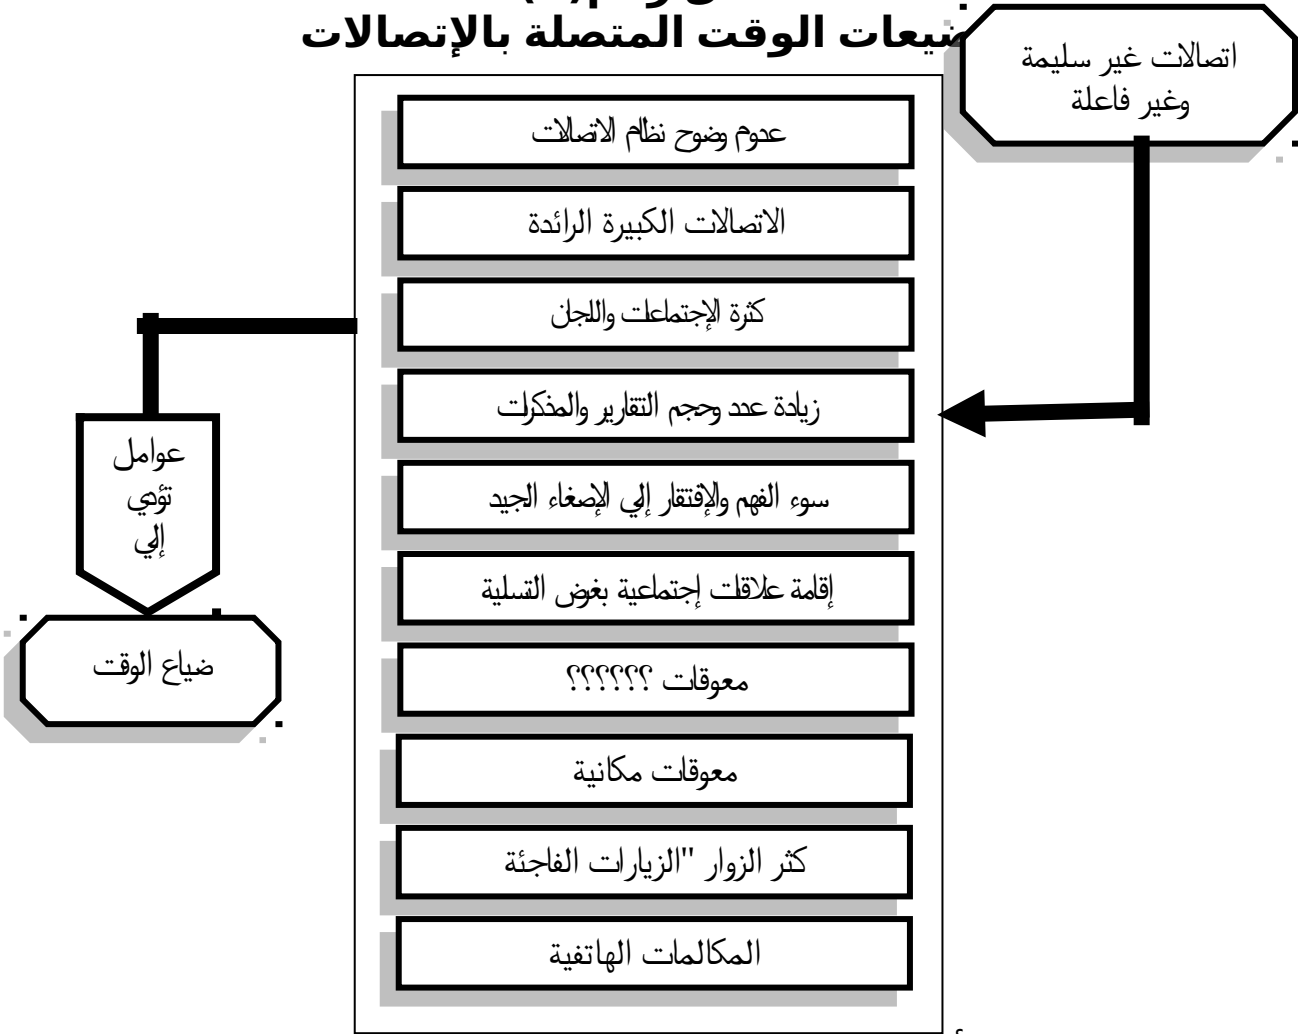 المتصلة بالإتصالات الوقت
اتصالات غير سليمة
وغير فاعلة
عدوم وضوح نظام الاتصالات
الاتصالات الكبيرة الرائدة
كثرة الإجتماعات واللجان
زيادة عدد وحجم التقارير والمذكرات
سوء الفهم والإفتقار إلي الإصغاء الجيد
إقامة علاقات إجتماعية بغرض التسلية
معوقات ؟؟؟؟؟؟
معوقات مكانية
كثر الزوار "الزيارات الفاجئة
المكالمات الهاتفية
عوامل
تؤدي
إلي
ضياع الوقت